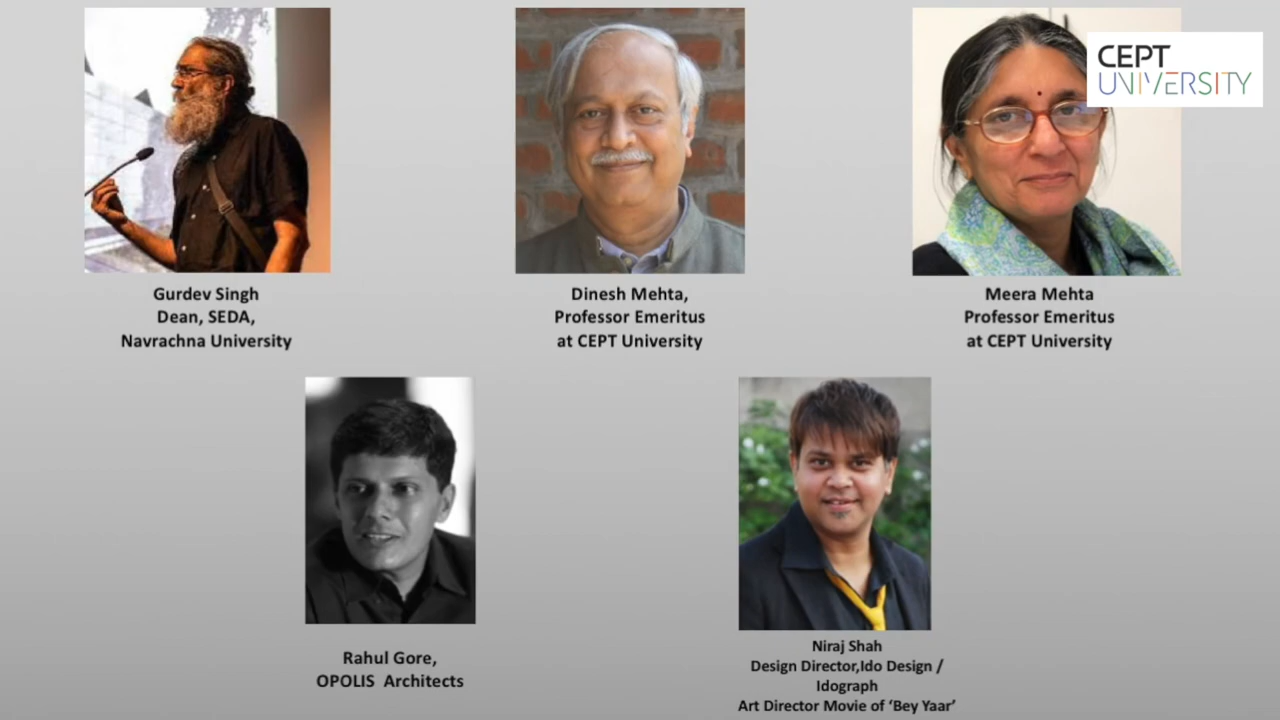 CEPT
UNIVERSITY
Gurdev Singh
Dean, SEDA,
Navrachna University
Dinesh Mehta,
Professor Emeritus
at CEPT University
Meera Mehta
Professor Emeritus
at CEPT University
Rahul Gore,
OPOLIS Architects
Niraj Shah
Design Director,Ido Design /
Idograph
Art Director Movie of ‘Bey Yaar’